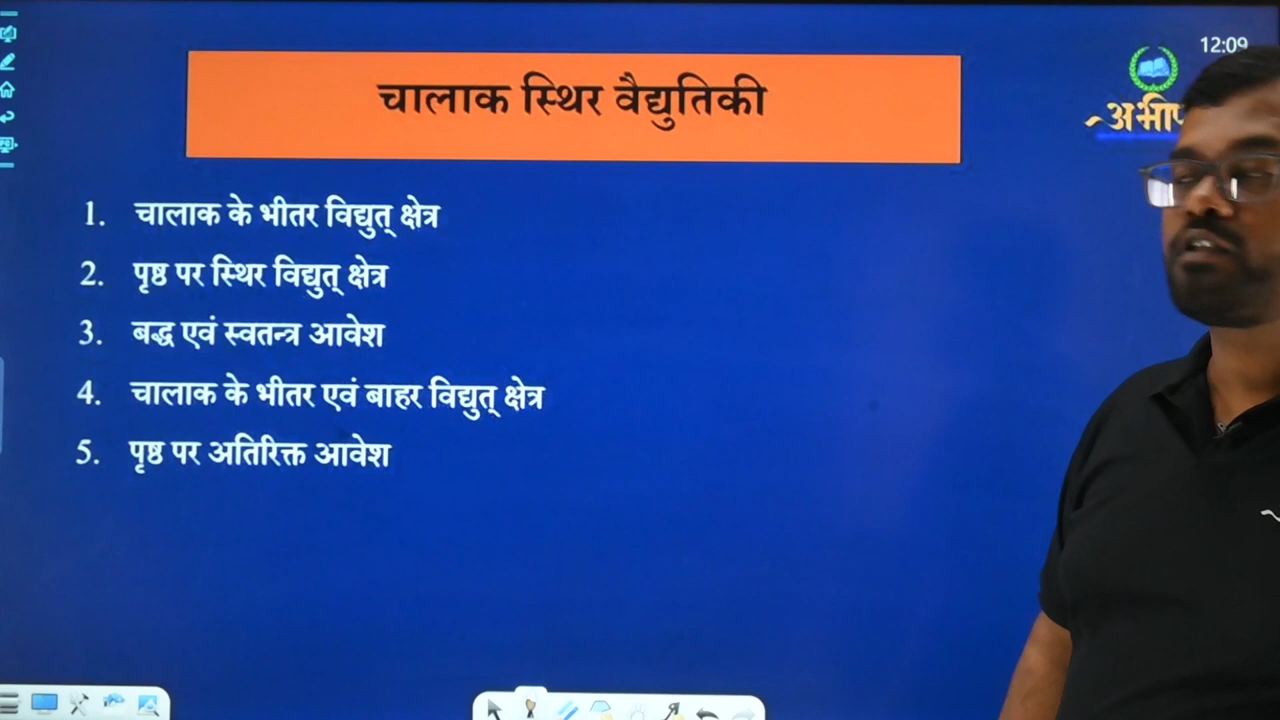 12:09
चालाक स्थिर वैद्युतिकी
1. चालाक के भीतर विद्युत् क्षेत्र
2. पृष्ठ पर स्थिर विद्युत् क्षेत्र
3. बद्ध एवं स्वतन्त्र आवेश
4. चालाक के भीतर एवं बाहर विद्युत् क्षेत्र
5. पृष्ठ पर अतिरिक्त आवेश